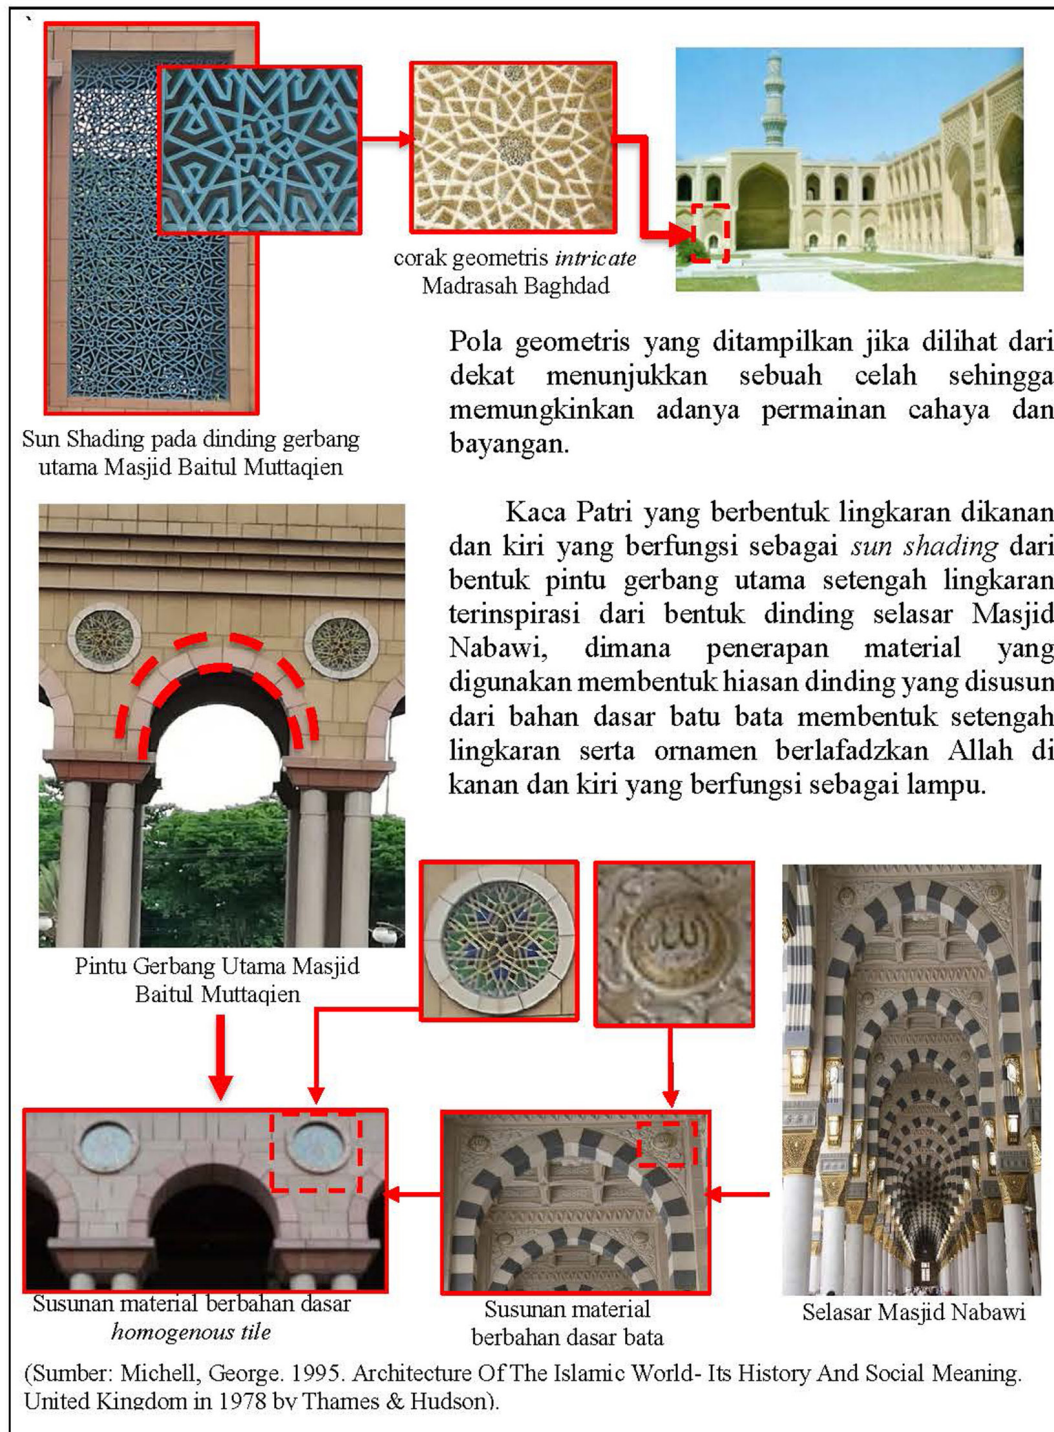 corak geometris intricate
Madrasah Baghdad
Sun Shading pada dinding gerbang
utama Masjid Baitul Muttaqien
Pola geometris yang ditampilkan jika dilihat dari
dekat menunjukkan sebuah celah sehingga
memungkinkan adanya permainan cahaya dan
bayangan.
Kaca Patri yang berbentuk lingkaran dikanan
dan kiri yang berfungsi sebagai sun shading dari
bentuk pintu gerbang utama setengah lingkaran
terinspirasi dari bentuk dinding selasar Masjid
Nabawi, dimana penerapan material yang
digunakan membentuk hiasan dinding yang disusun
dari bahan dasar batu bata membentuk setengah
lingkaran serta ornamen berlafadzkan Allah di
kanan dan kiri yang berfungsi sebagai lampu.
Pintu Gerbang Utama Masjid
Baitul Muttaqien
الله
Susunan material berbahan dasar
homogenous tile
Susunan material
berbahan dasar bata
Selasar Masjid Nabawi
(Sumber: Michell, George. 1995. Architecture Of The Islamic World- Its History And Social Meaning.
United Kingdom in 1978 by Thames & Hudson).